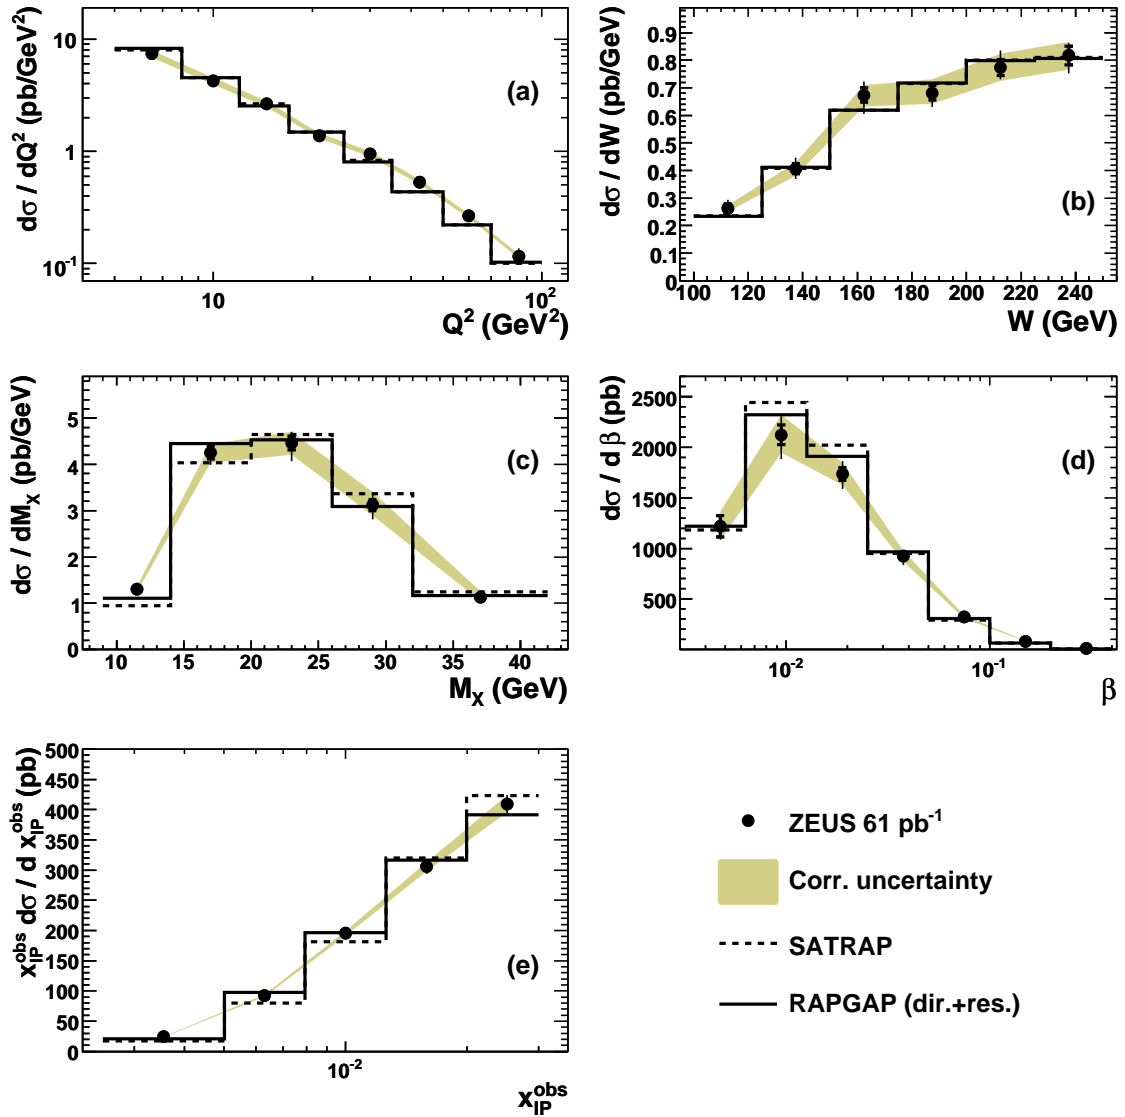 dσ / dQ² (pb/GeV²)
10
1
10⁻¹
(a)
10
10²
Q² (GeV²)
dσ / dW (pb/GeV)
0.9
0.8
0.7
0.6
0.5
0.4
0.3
0.2
0.1
0
(b)
100 120 140 160 180 200 220 240
W (GeV)
dσ / dM_X (pb/GeV)
5
4
3
2
1
0
(c)
10 15 20 25 30 35 40
M_X (GeV)
dσ / d β (pb)
2500
2000
1500
1000
500
(d)
10⁻² 10⁻¹
β
x_IP^obs dσ / d x_IP^obs (pb)
500
450
400
350
300
250
200
150
100
50
0
(e)
10⁻²
x_IP^obs
ZEUS 61 pb⁻¹
Corr. uncertainty
SATRAP
RAPGAP (dir.+res.)